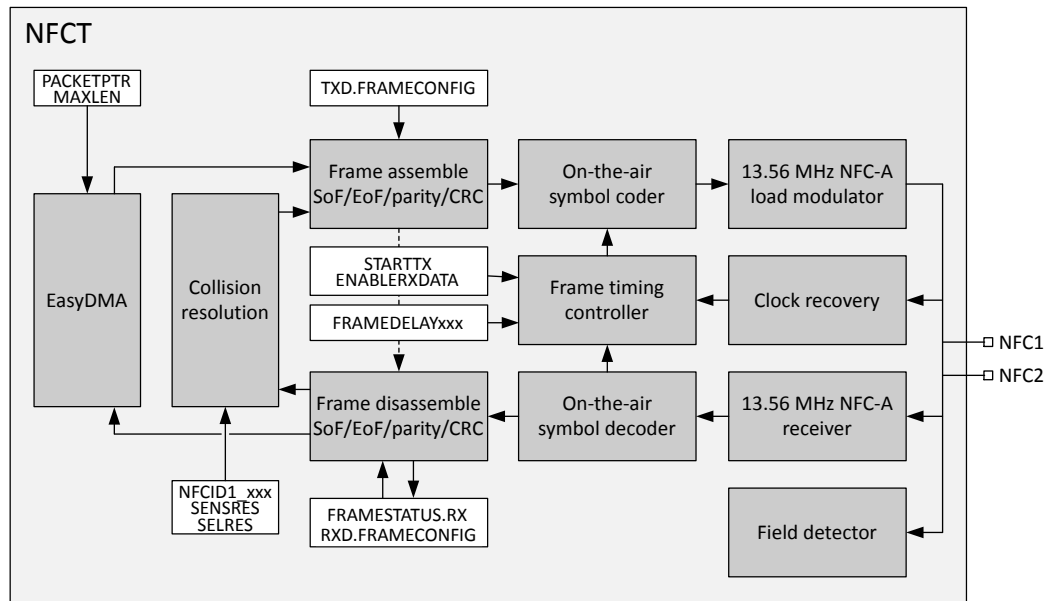 NFCT
PACKETPTR
MAXLEN
TXD.FRAMECONFIG
Frame assemble
SoF/EoF/parity/CRC
On-the-air
symbol coder
13.56 MHz NFC-A
load modulator
EasyDMA
Collision
resolution
STARTTX
ENABLERXDATA
FRAMEDELAYxxx
Frame timing
controller
Clock recovery
NFC1
NFC2
Frame disassemble
SoF/EoF/parity/CRC
On-the-air
symbol decoder
13.56 MHz NFC-A
receiver
NFCID1_xxx
SENSRES
SELRES
FRAMESTATUS.RX
RXD.FRAMECONFIG
Field detector